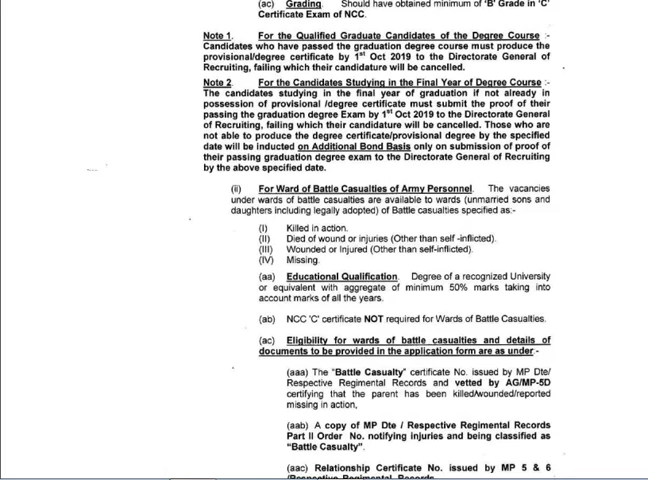 (ac) Grading. Should have obtained minimum of 'B' Grade in 'C'
Certificate Exam of NCC.
Note 1. For the Qualified Graduate Candidates of the Degree Course :-
Candidates who have passed the graduation degree course must produce the
provisional/degree certificate by 1st Oct 2019 to the Directorate General of
Recruiting, failing which their candidature will be cancelled.
Note 2. For the Candidates Studying in the Final Year of Degree Course :-
The candidates studying in the final year of graduation if not already in
possession of provisional /degree certificate must submit the proof of their
passing the graduation degree Exam by 1st Oct 2019 to the Directorate General
of Recruiting, failing which their candidature will be cancelled. Those who are
not able to produce the degree certificate/provisional degree by the specified
date will be inducted on Additional Bond Basis only on submission of proof of
their passing graduation degree exam to the Directorate General of Recruiting
by the above specified date.
(ii) For Ward of Battle Casualties of Army Personnel. The vacancies
under wards of battle casualties are available to wards (unmarried sons and
daughters including legally adopted) of Battle casualties specified as:-
(I) Killed in action.
(II) Died of wound or injuries (Other than self -inflicted).
(III) Wounded or Injured (Other than self-inflicted).
(IV) Missing.
(aa) Educational Qualification. Degree of a recognized University
or equivalent with aggregate of minimum 50% marks taking into
account marks of all the years.
(ab) NCC 'C' certificate NOT required for Wards of Battle Casualties.
(ac) Eligibility for wards of battle casualties and details of
documents to be provided in the application form are as under:-
(aaa) The "Battle Casualty" certificate No. issued by MP Dte/
Respective Regimental Records and vetted by AG/MP-5D
certifying that the parent has been killed/wounded/reported
missing in action,
(aab) A copy of MP Dte / Respective Regimental Records
Part II Order No. notifying injuries and being classified as
"Battle Casualty".
(aac) Relationship Certificate No. issued by MP 5 & 6
/Respective Regimental Records